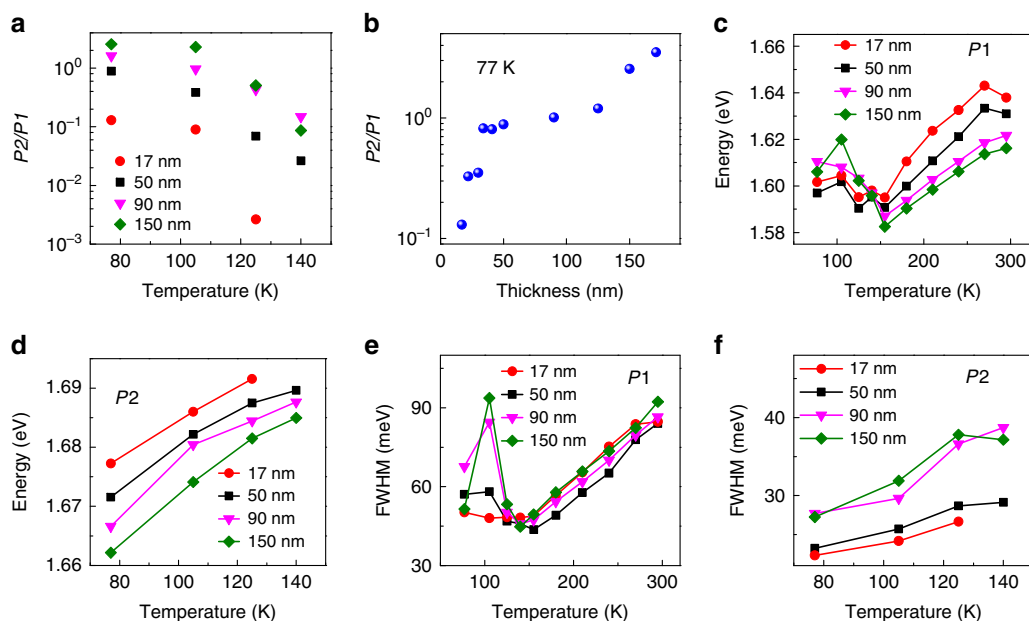 a
P2/P1
10⁰
10⁻¹
10⁻²
10⁻³
17 nm
50 nm
90 nm
150 nm
80 100 120 140
Temperature (K)
b
P2/P1
77 K
10⁰
10⁻¹
0 50 100 150
Thickness (nm)
c
Energy (eV)
1.66
1.64
1.62
1.60
1.58
17 nm
50 nm
90 nm
150 nm
P1
100 200 300
Temperature (K)
d
Energy (eV)
1.69
1.68
1.67
1.66
P2
17 nm
50 nm
90 nm
150 nm
80 100 120 140
Temperature (K)
e
FWHM (meV)
90
60
30
17 nm
50 nm
90 nm
150 nm
P1
100 150 200 250 300
Temperature (K)
f
FWHM (meV)
40
30
17 nm
50 nm
90 nm
150 nm
P2
80 100 120 140
Temperature (K)